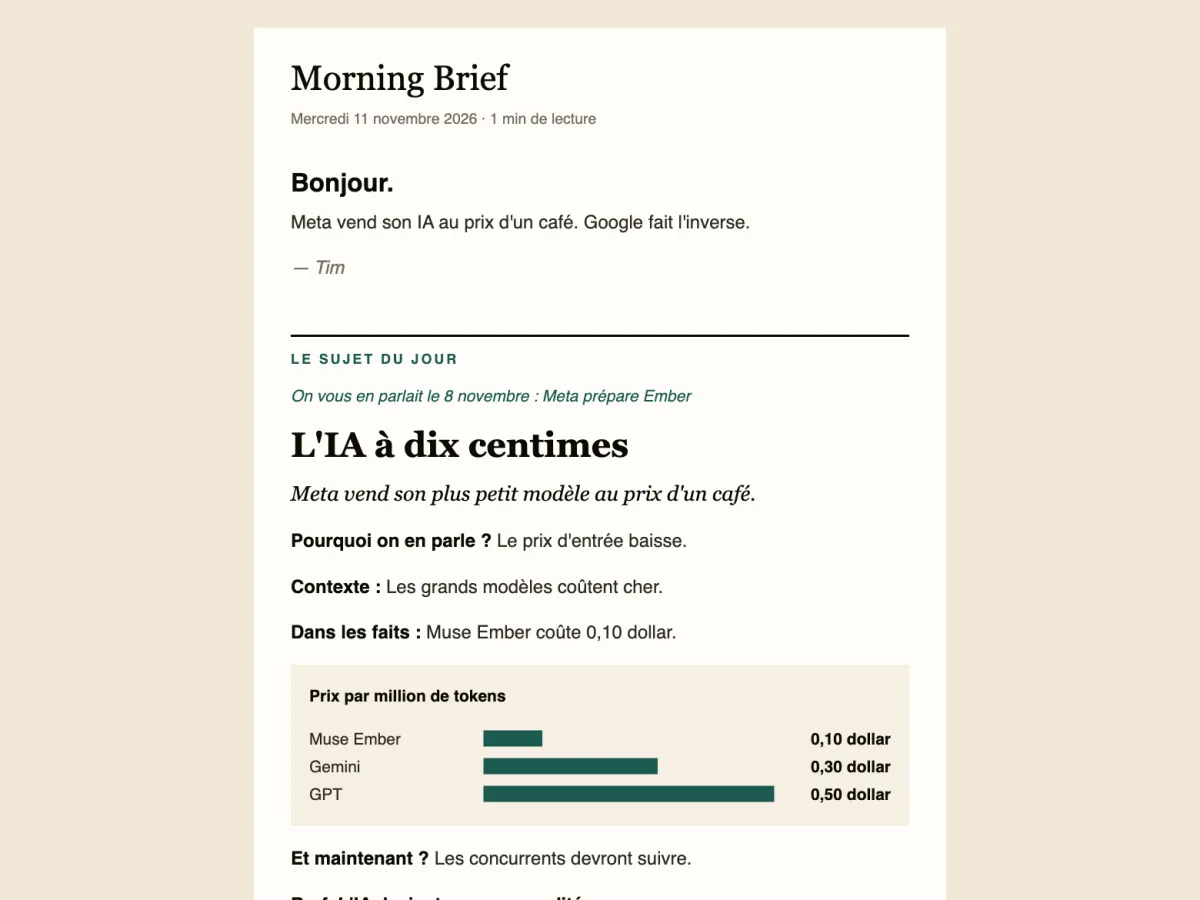 Morning Brief
Mercredi 11 novembre 2026 · 1 min de lecture
Bonjour.
Meta vend son IA au prix d'un café. Google fait l'inverse.
— Tim
LE SUJET DU JOUR
On vous en parlait le 8 novembre : Meta prépare Ember
L'IA à dix centimes
Meta vend son plus petit modèle au prix d'un café.
Pourquoi on en parle ? Le prix d'entrée baisse.
Contexte : Les grands modèles coûtent cher.
Dans les faits : Muse Ember coûte 0,10 dollar.
Prix par million de tokens
Muse Ember 0,10 dollar
Gemini 0,30 dollar
GPT 0,50 dollar
Et maintenant ? Les concurrents devront suivre.